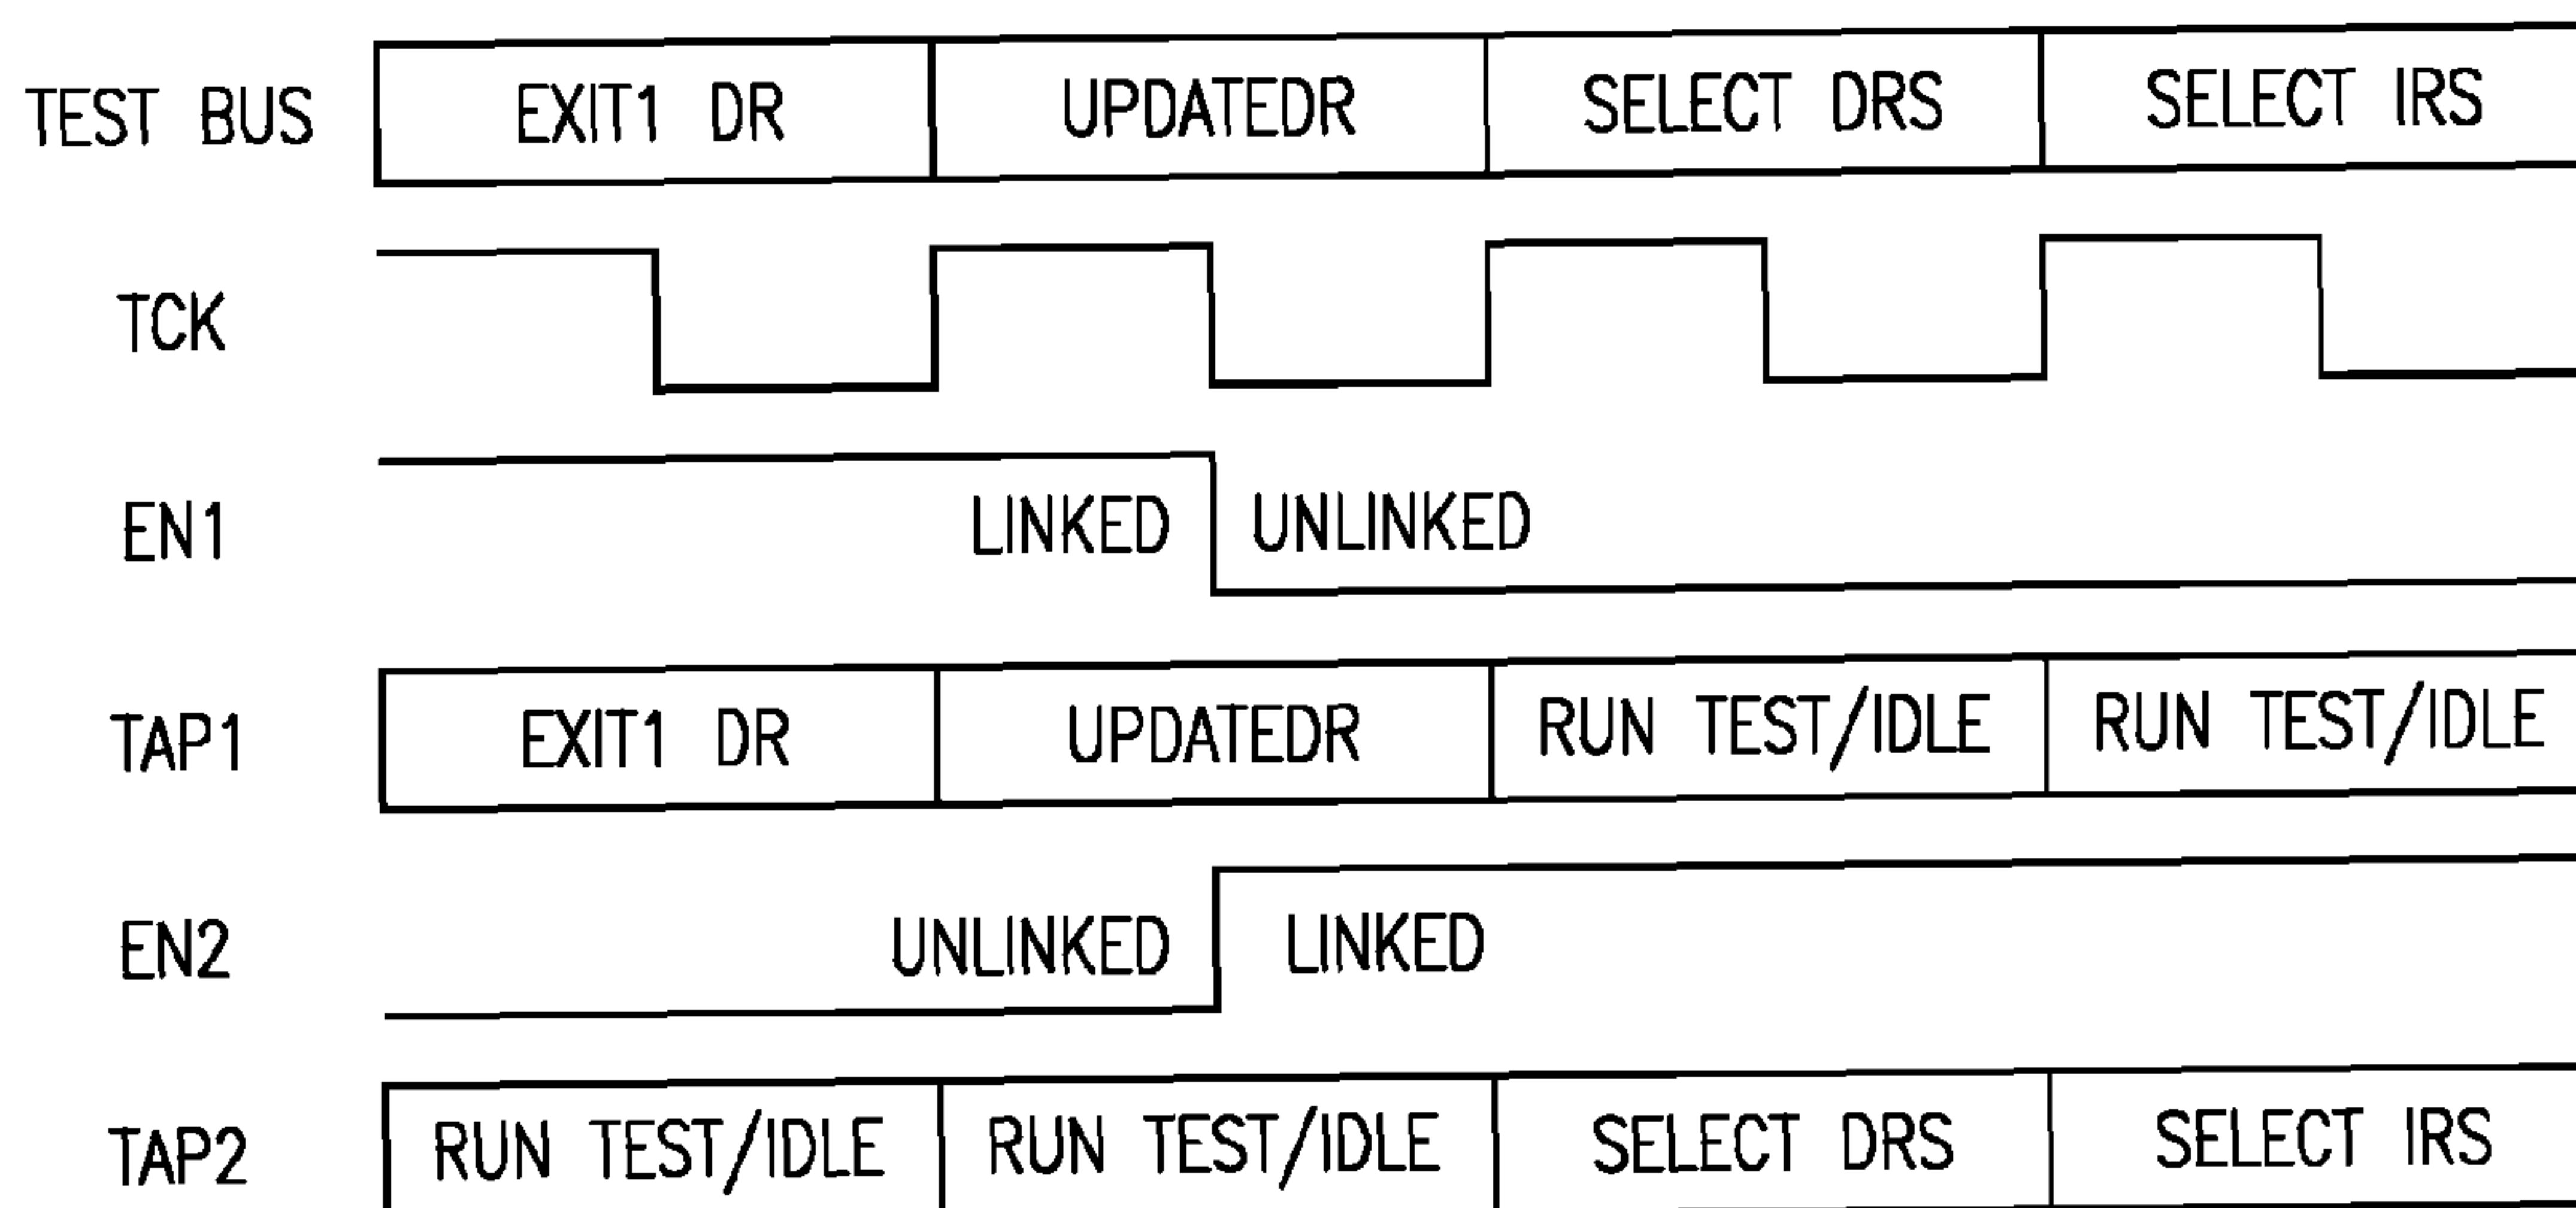 TEST BUS EXIT1 DR UPDATEDR SELECT DRS SELECT IRS
TCK
EN1 LINKED UNLINKED
TAP1 EXIT1 DR UPDATEDR RUN TEST/IDLE RUN TEST/IDLE
EN2 UNLINKED LINKED
TAP2 RUN TEST/IDLE RUN TEST/IDLE SELECT DRS SELECT IRS